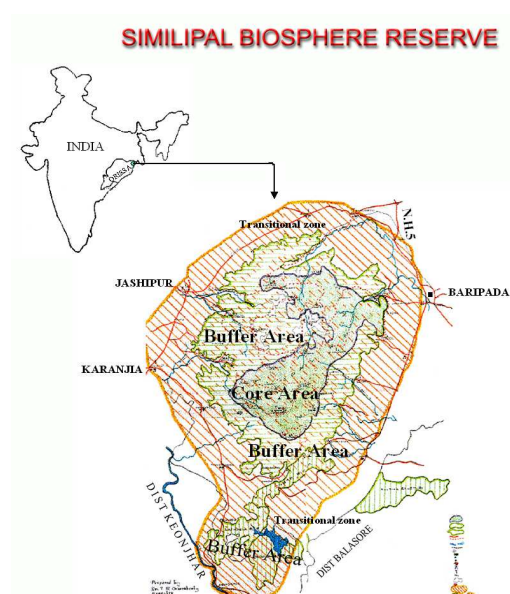 SIMILIPAL BIOSPHERE RESERVE
INDIA
ORISSA
Transitional zone
N.H.5
JASHIPUR
BARIPADA
Buffer Area
KARANJIA
Core Area
Buffer Area
Transitional zone
DIST KEONJHAR
Buffer Area
DIST BALASORE
Prepared by